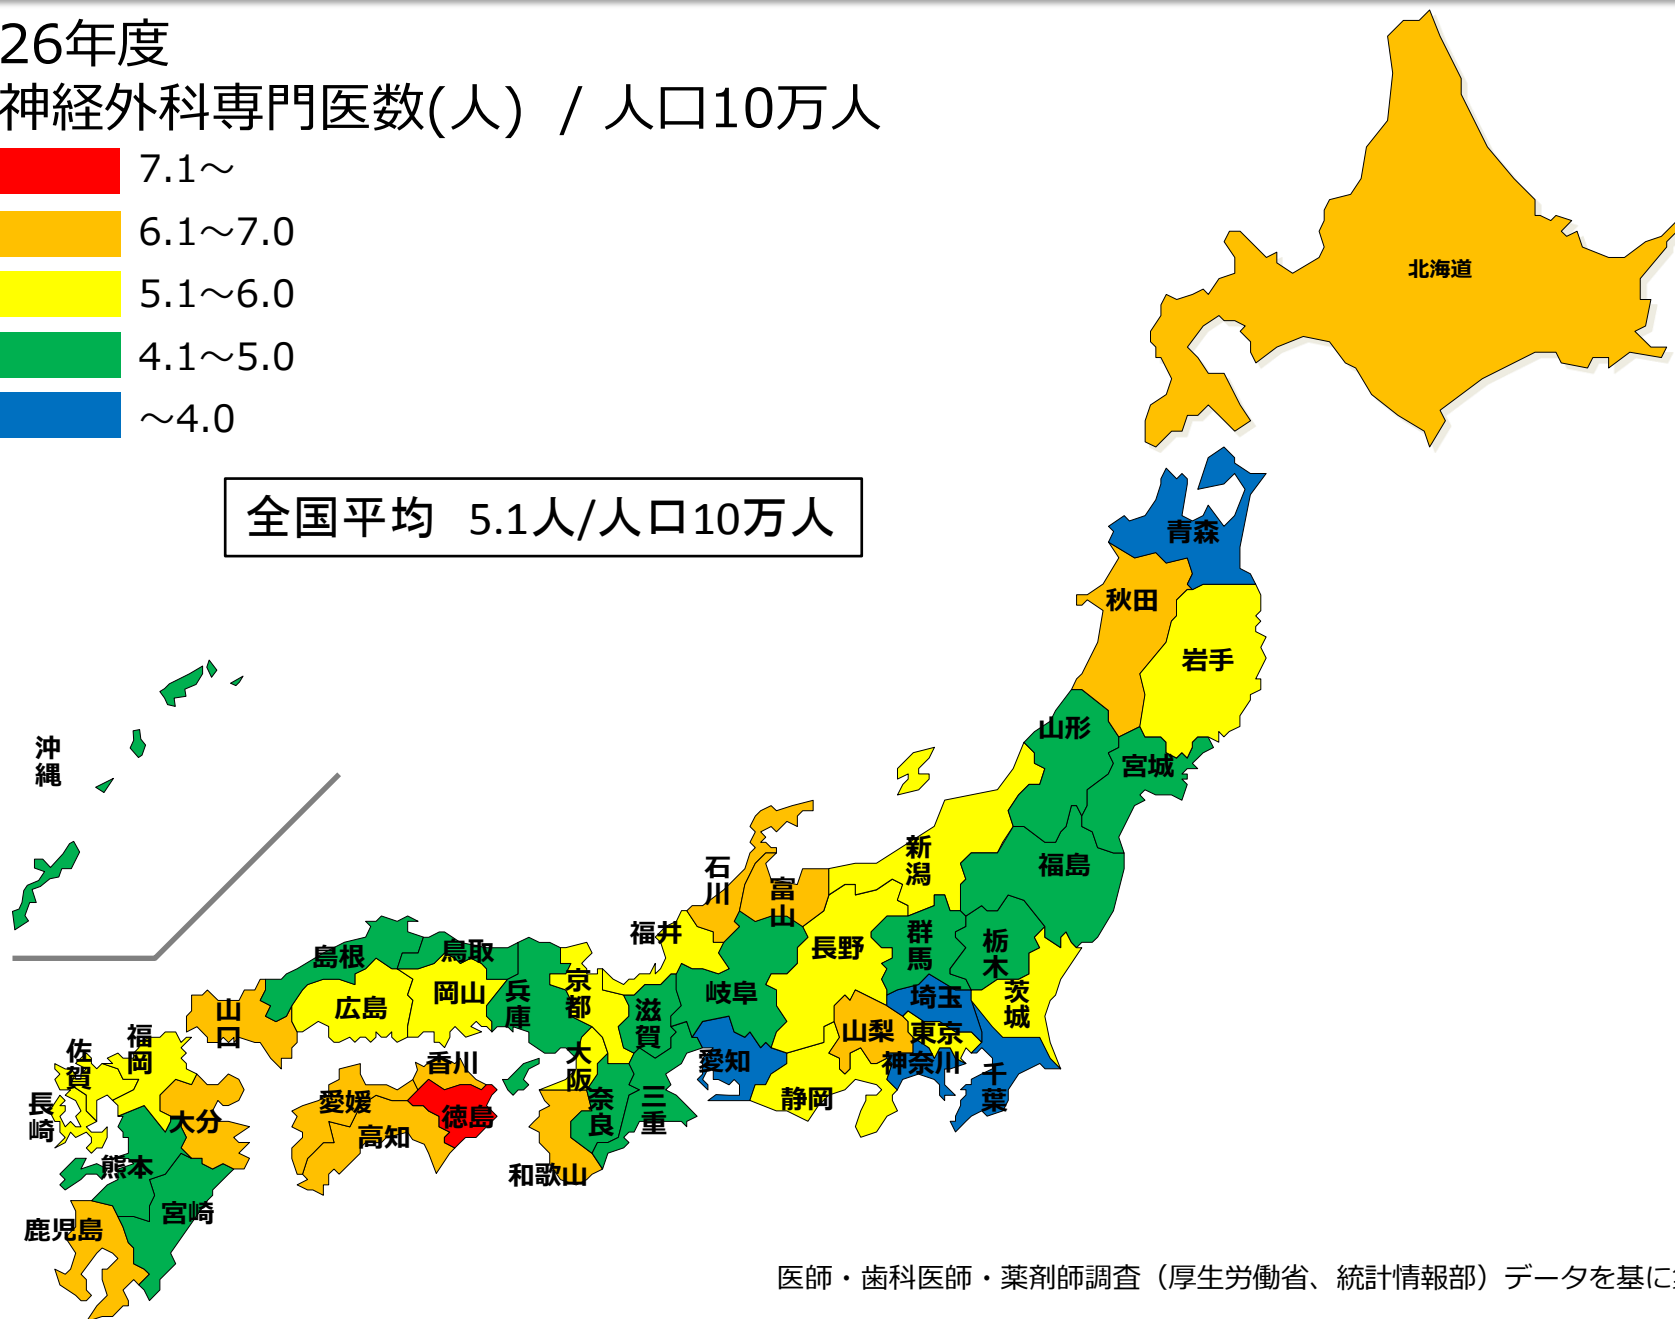 26年度
神経外科専門医数(人) / 人口10万人
7.1～
6.1～7.0
5.1～6.0
4.1～5.0
～4.0
全国平均 5.1人/人口10万人
北海道
青森
秋田
岩手
山形
宮城
沖縄
新潟
福島
石川
富山
福井
長野
群馬
栃木
島根
鳥取
京都
岐阜
埼玉
茨城
広島
岡山
兵庫
滋賀
山口
山梨
東京
福岡
佐賀
香川
大阪
愛知
神奈川
千葉
長崎
大分
愛媛
高知
徳島
奈良
三重
静岡
熊本
和歌山
宮崎
鹿児島
医師・歯科医師・薬剤師調査（厚生労働省、統計情報部）データを基に